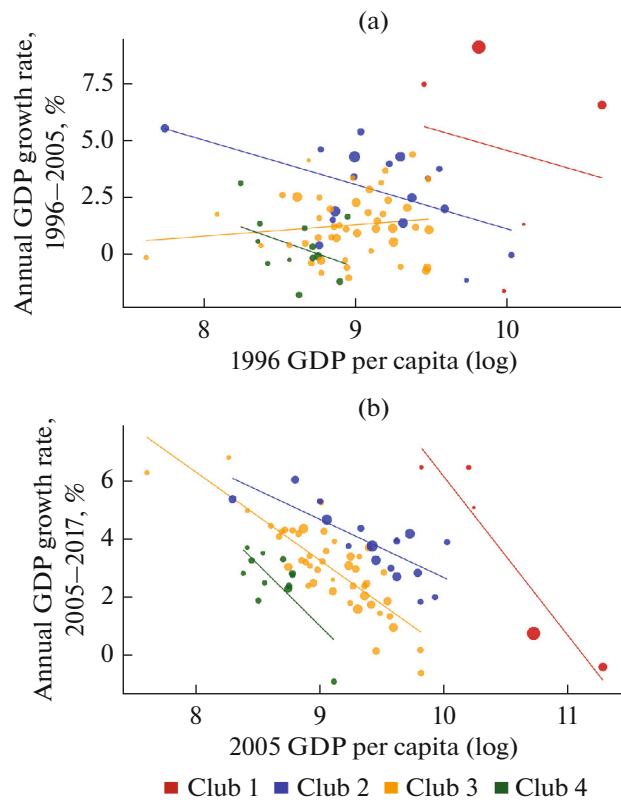 (a)
Annual GDP growth rate,
1996–2005, %
7.5
5.0
2.5
0
8
9
10
1996 GDP per capita (log)
(b)
Annual GDP growth rate,
2005–2017, %
6
4
2
0
8
9
10
11
2005 GDP per capita (log)
Club 1 Club 2 Club 3 Club 4